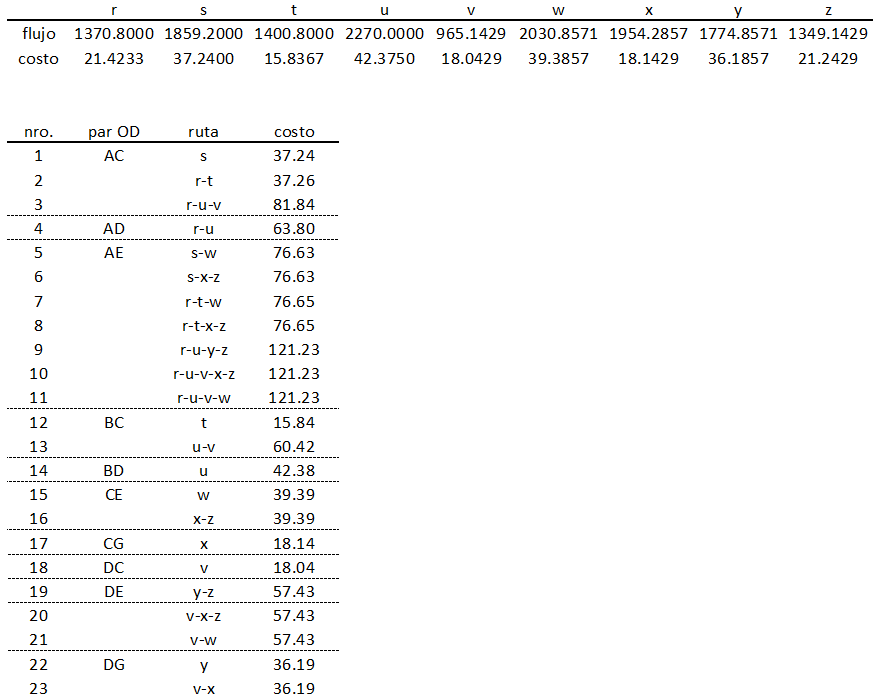 r s t u v w x y z
flujo 1370.8000 1859.2000 1400.8000 2270.0000 965.1429 2030.8571 1954.2857 1774.8571 1349.1429
costo 21.4233 37.2400 15.8367 42.3750 18.0429 39.3857 18.1429 36.1857 21.2429
nro. par OD ruta costo
1 AC s 37.24
2 r-t 37.26
3 r-u-v 81.84
4 AD r-u 63.80
5 AE s-w 76.63
6 s-x-z 76.63
7 r-t-w 76.65
8 r-t-x-z 76.65
9 r-u-y-z 121.23
10 r-u-v-x-z 121.23
11 r-u-v-w 121.23
12 BC t 15.84
13 u-v 60.42
14 BD u 42.38
15 CE w 39.39
16 x-z 39.39
17 CG x 18.14
18 DC v 18.04
19 DE y-z 57.43
20 v-x-z 57.43
21 v-w 57.43
22 DG y 36.19
23 v-x 36.19